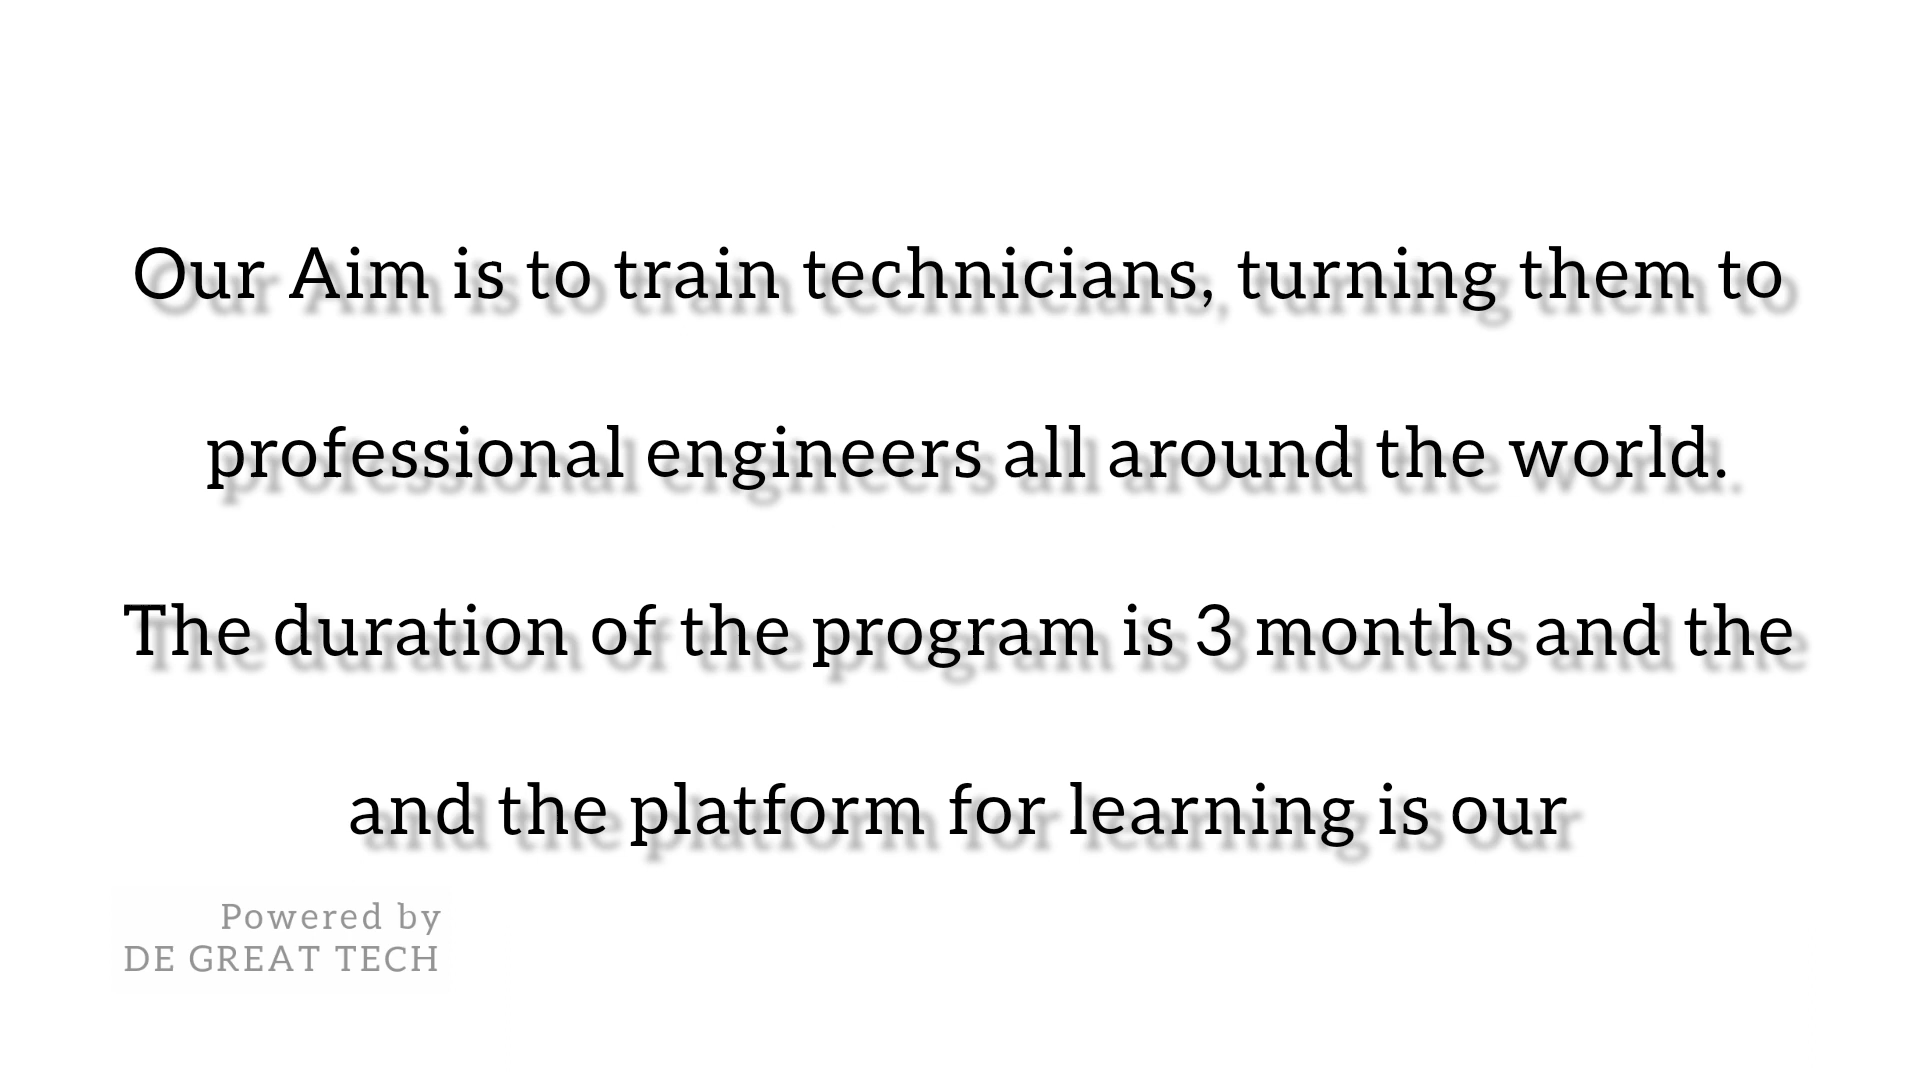 Our Aim is to train technicians, turning them to
professional engineers all around the world.
The duration of the program is 3 months and the
and the platform for learning is our
Powered by
DE GREAT TECH